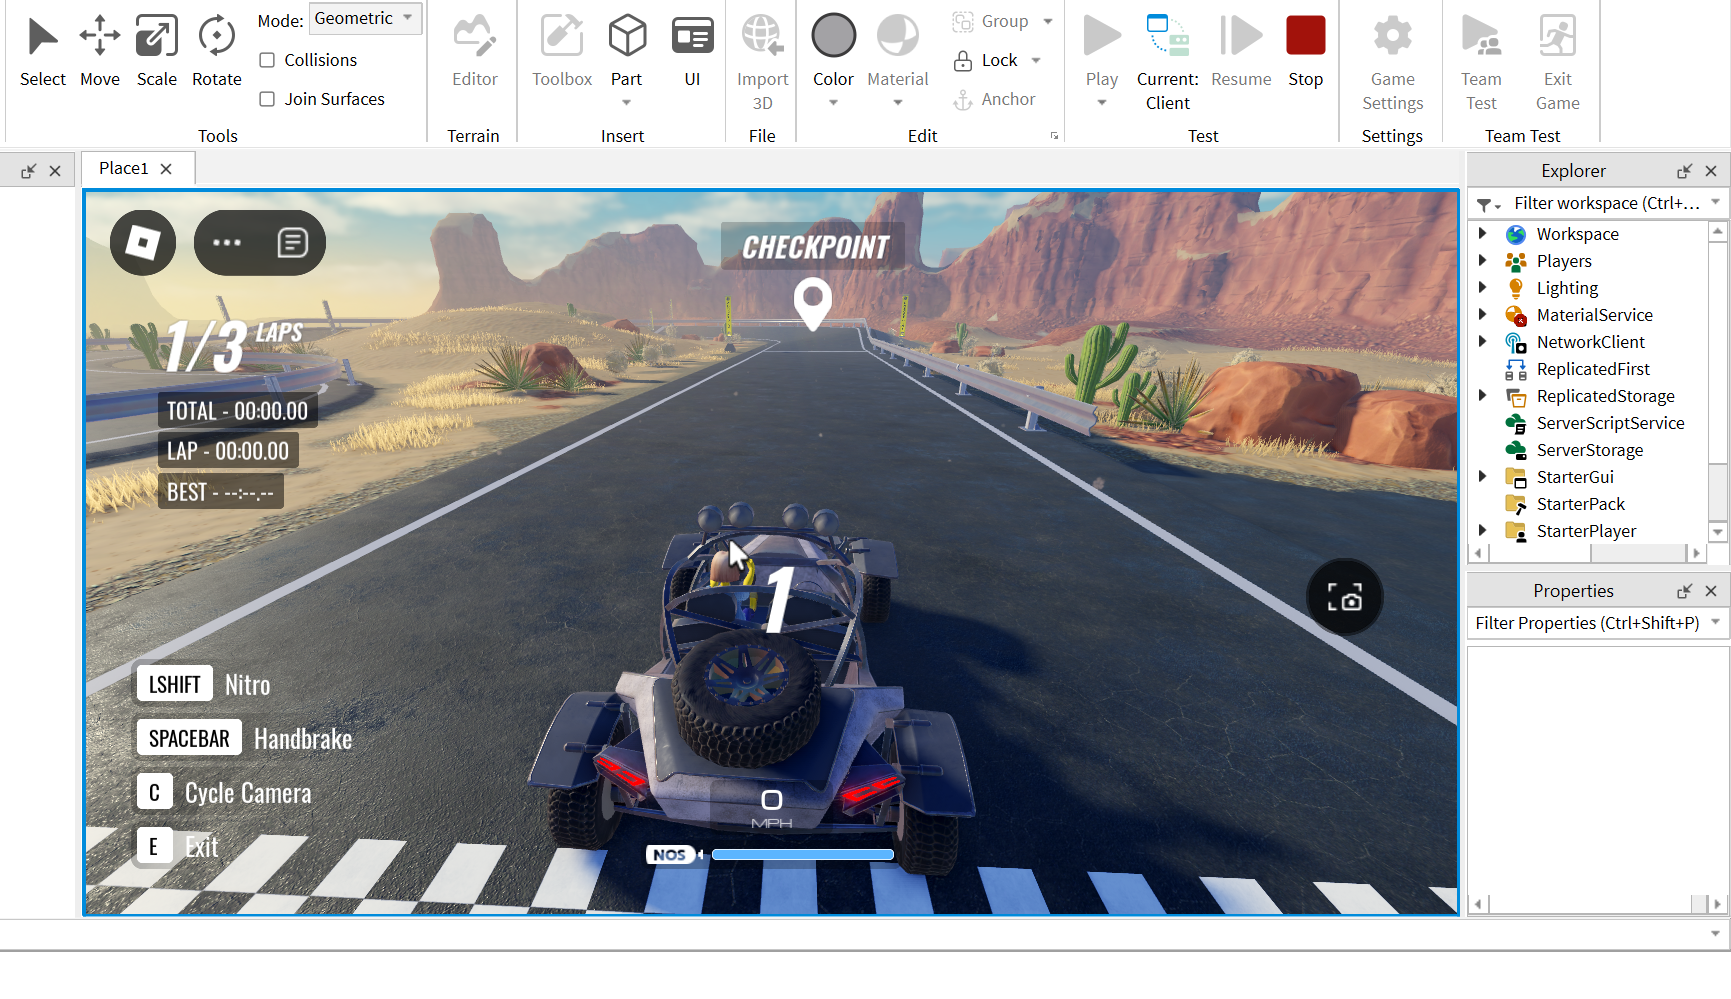 Mode: Geometric
Collisions
Join Surfaces
Select Move Scale Rotate
Tools
Editor
Terrain
Toolbox Part UI
Insert
Import
3D
File
Color Material
Group
Lock
Anchor
Edit
Play Current:
Client Resume Stop
Test
Game
Settings
Settings
Team
Test
Exit
Game
Team Test
Place1
CHECKPOINT
1/3 LAPS
TOTAL - 00:00.00
LAP - 00:00.00
BEST - --:--.--
1
LSHIFT Nitro
SPACEBAR Handbrake
C Cycle Camera
E Exit
0
MPH
NOS
Explorer
Filter workspace (Ctrl+...
Workspace
Players
Lighting
MaterialService
NetworkClient
ReplicatedFirst
ReplicatedStorage
ServerScriptService
ServerStorage
StarterGui
StarterPack
StarterPlayer
Properties
Filter Properties (Ctrl+Shift+P)